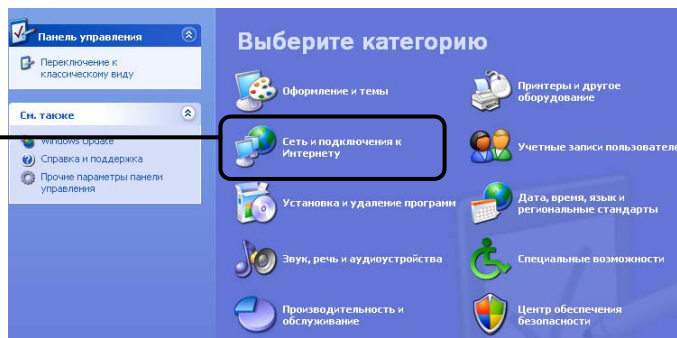 Панель управления
Переключение к
классическому виду
См. также
Windows Update
Справка и поддержка
Прочие параметры панели
управления
Выберите категорию
Оформление и темы
Принтеры и другое
оборудование
Сеть и подключения к
Интернету
Учетные записи пользователе
Установка и удаление программ
Дата, время, язык и
региональные стандарты
Звук, речь и аудиоустройства
Специальные возможности
Производительность и
обслуживание
Центр обеспечения
безопасности